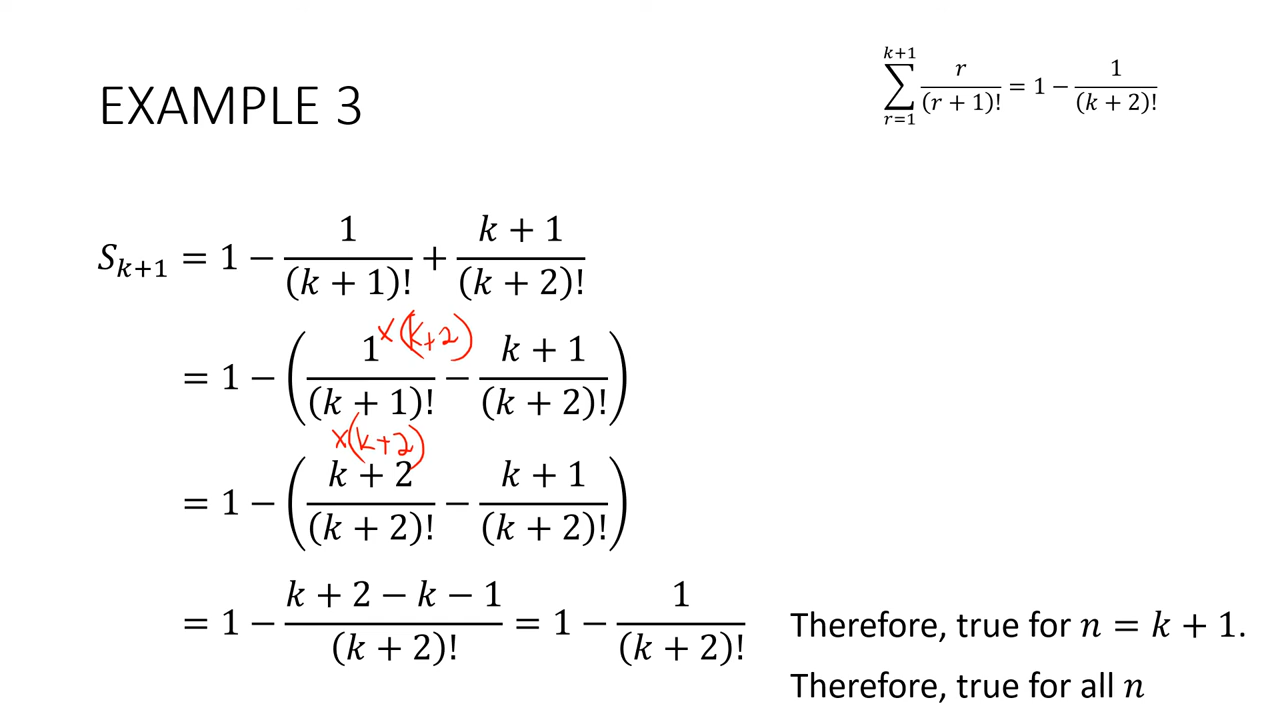 EXAMPLE 3
k+1
∑ r/(r + 1)! = 1 − 1/(k + 2)!
r=1
S_{k+1} = 1 − 1/(k + 1)! + (k + 1)/(k + 2)!
= 1 − ( 1/(k + 1)! − (k + 1)/(k + 2)! )
×(k+2)
×(k+2)
= 1 − ( (k + 2)/(k + 2)! − (k + 1)/(k + 2)! )
= 1 − (k + 2 − k − 1)/(k + 2)! = 1 − 1/(k + 2)!
Therefore, true for n = k + 1.
Therefore, true for all n